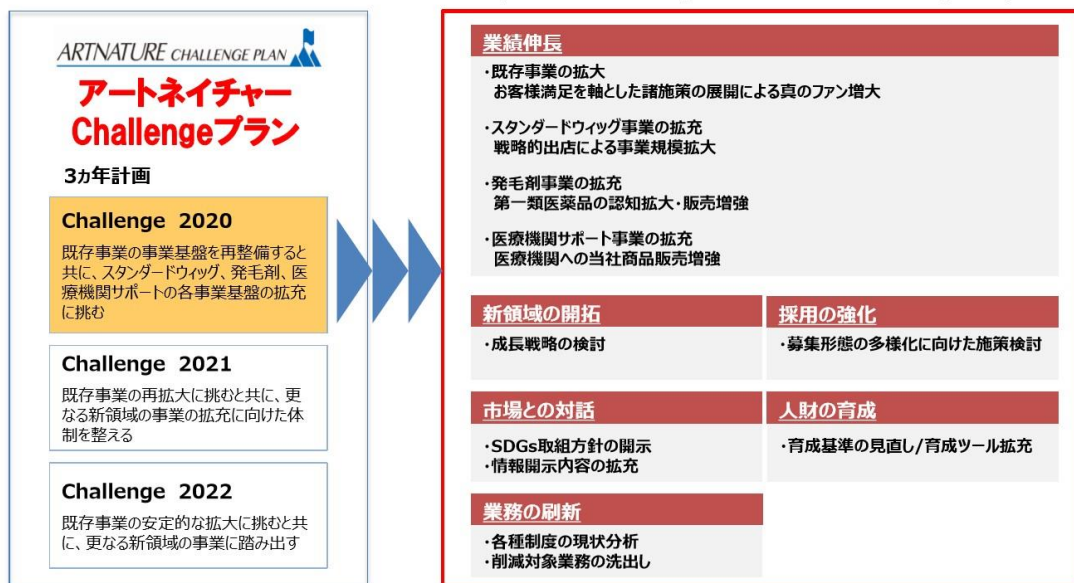 ARTNATURE CHALLENGE PLAN
アートネイチャー
Challengeプラン
3ヵ年計画
Challenge 2020
既存事業の事業基盤を再整備すると
共に、スタンダードウィッグ、発毛剤、医
療機関サポートの各事業基盤の拡充
に挑む
Challenge 2021
既存事業の再拡大に挑むと共に、更
なる新領域の事業の拡充に向けた体
制を整える
Challenge 2022
既存事業の安定的な拡大に挑むと共
に、更なる新領域の事業に踏み出す
業績伸長
・既存事業の拡大
お客様満足を軸とした諸施策の展開による真のファン増大
・スタンダードウィッグ事業の拡充
戦略的出店による事業規模拡大
・発毛剤事業の拡充
第一類医薬品の認知拡大・販売増強
・医療機関サポート事業の拡充
医療機関への当社商品販売増強
新領域の開拓
・成長戦略の検討
採用の強化
・募集形態の多様化に向けた施策検討
市場との対話
・SDGs取組方針の開示
・情報開示内容の拡充
人財の育成
・育成基準の見直し/育成ツール拡充
業務の刷新
・各種制度の現状分析
・削減対象業務の洗出し